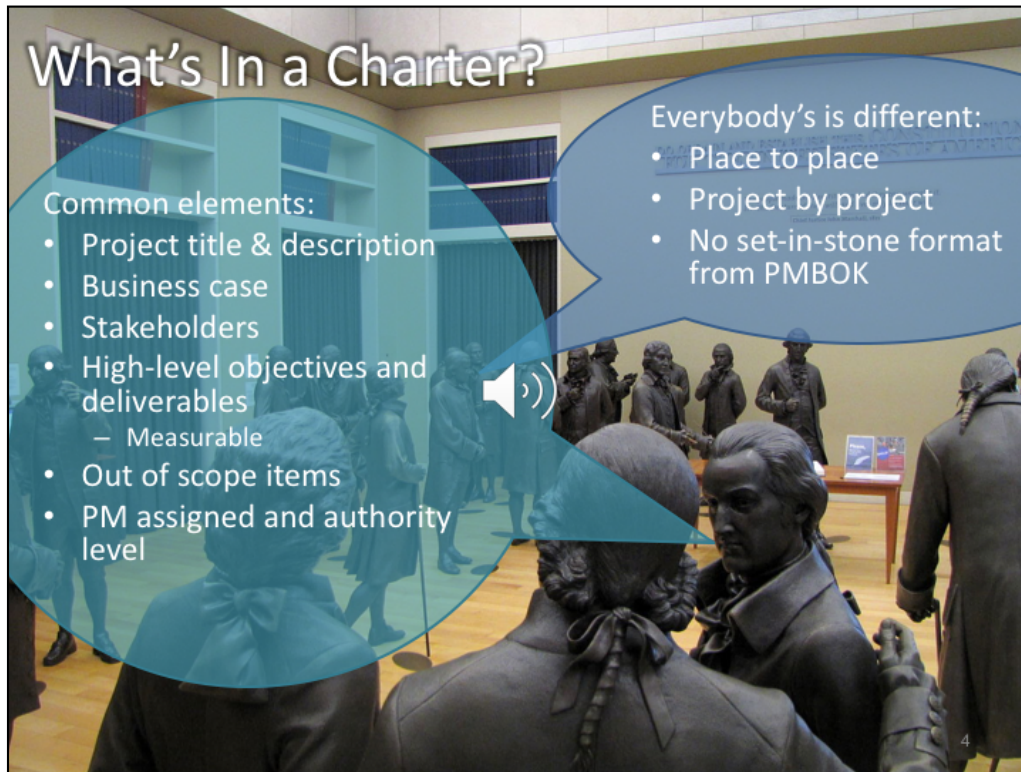 What's In a Charter?
Common elements:
• Project title & description
• Business case
• Stakeholders
• High-level objectives and
deliverables
– Measurable
• Out of scope items
• PM assigned and authority
level
Everybody's is different:
• Place to place
• Project by project
• No set-in-stone format
from PMBOK
4